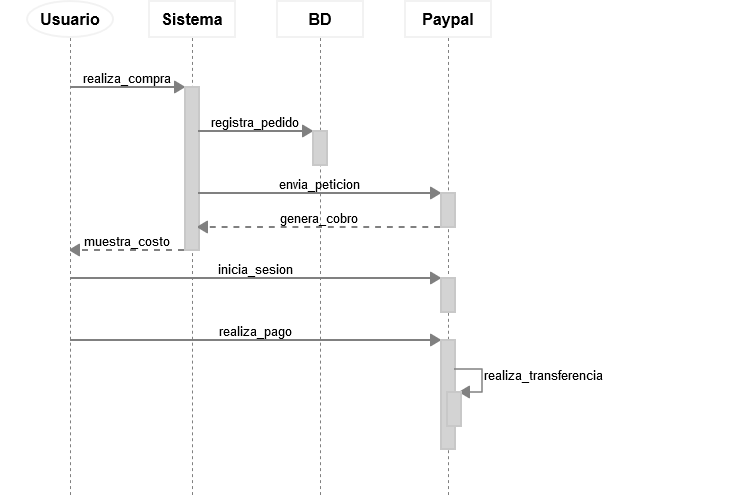 Usuario
Sistema
BD
Paypal
realiza_compra
registra_pedido
envia_peticion
genera_cobro
muestra_costo
inicia_sesion
realiza_pago
realiza_transferencia